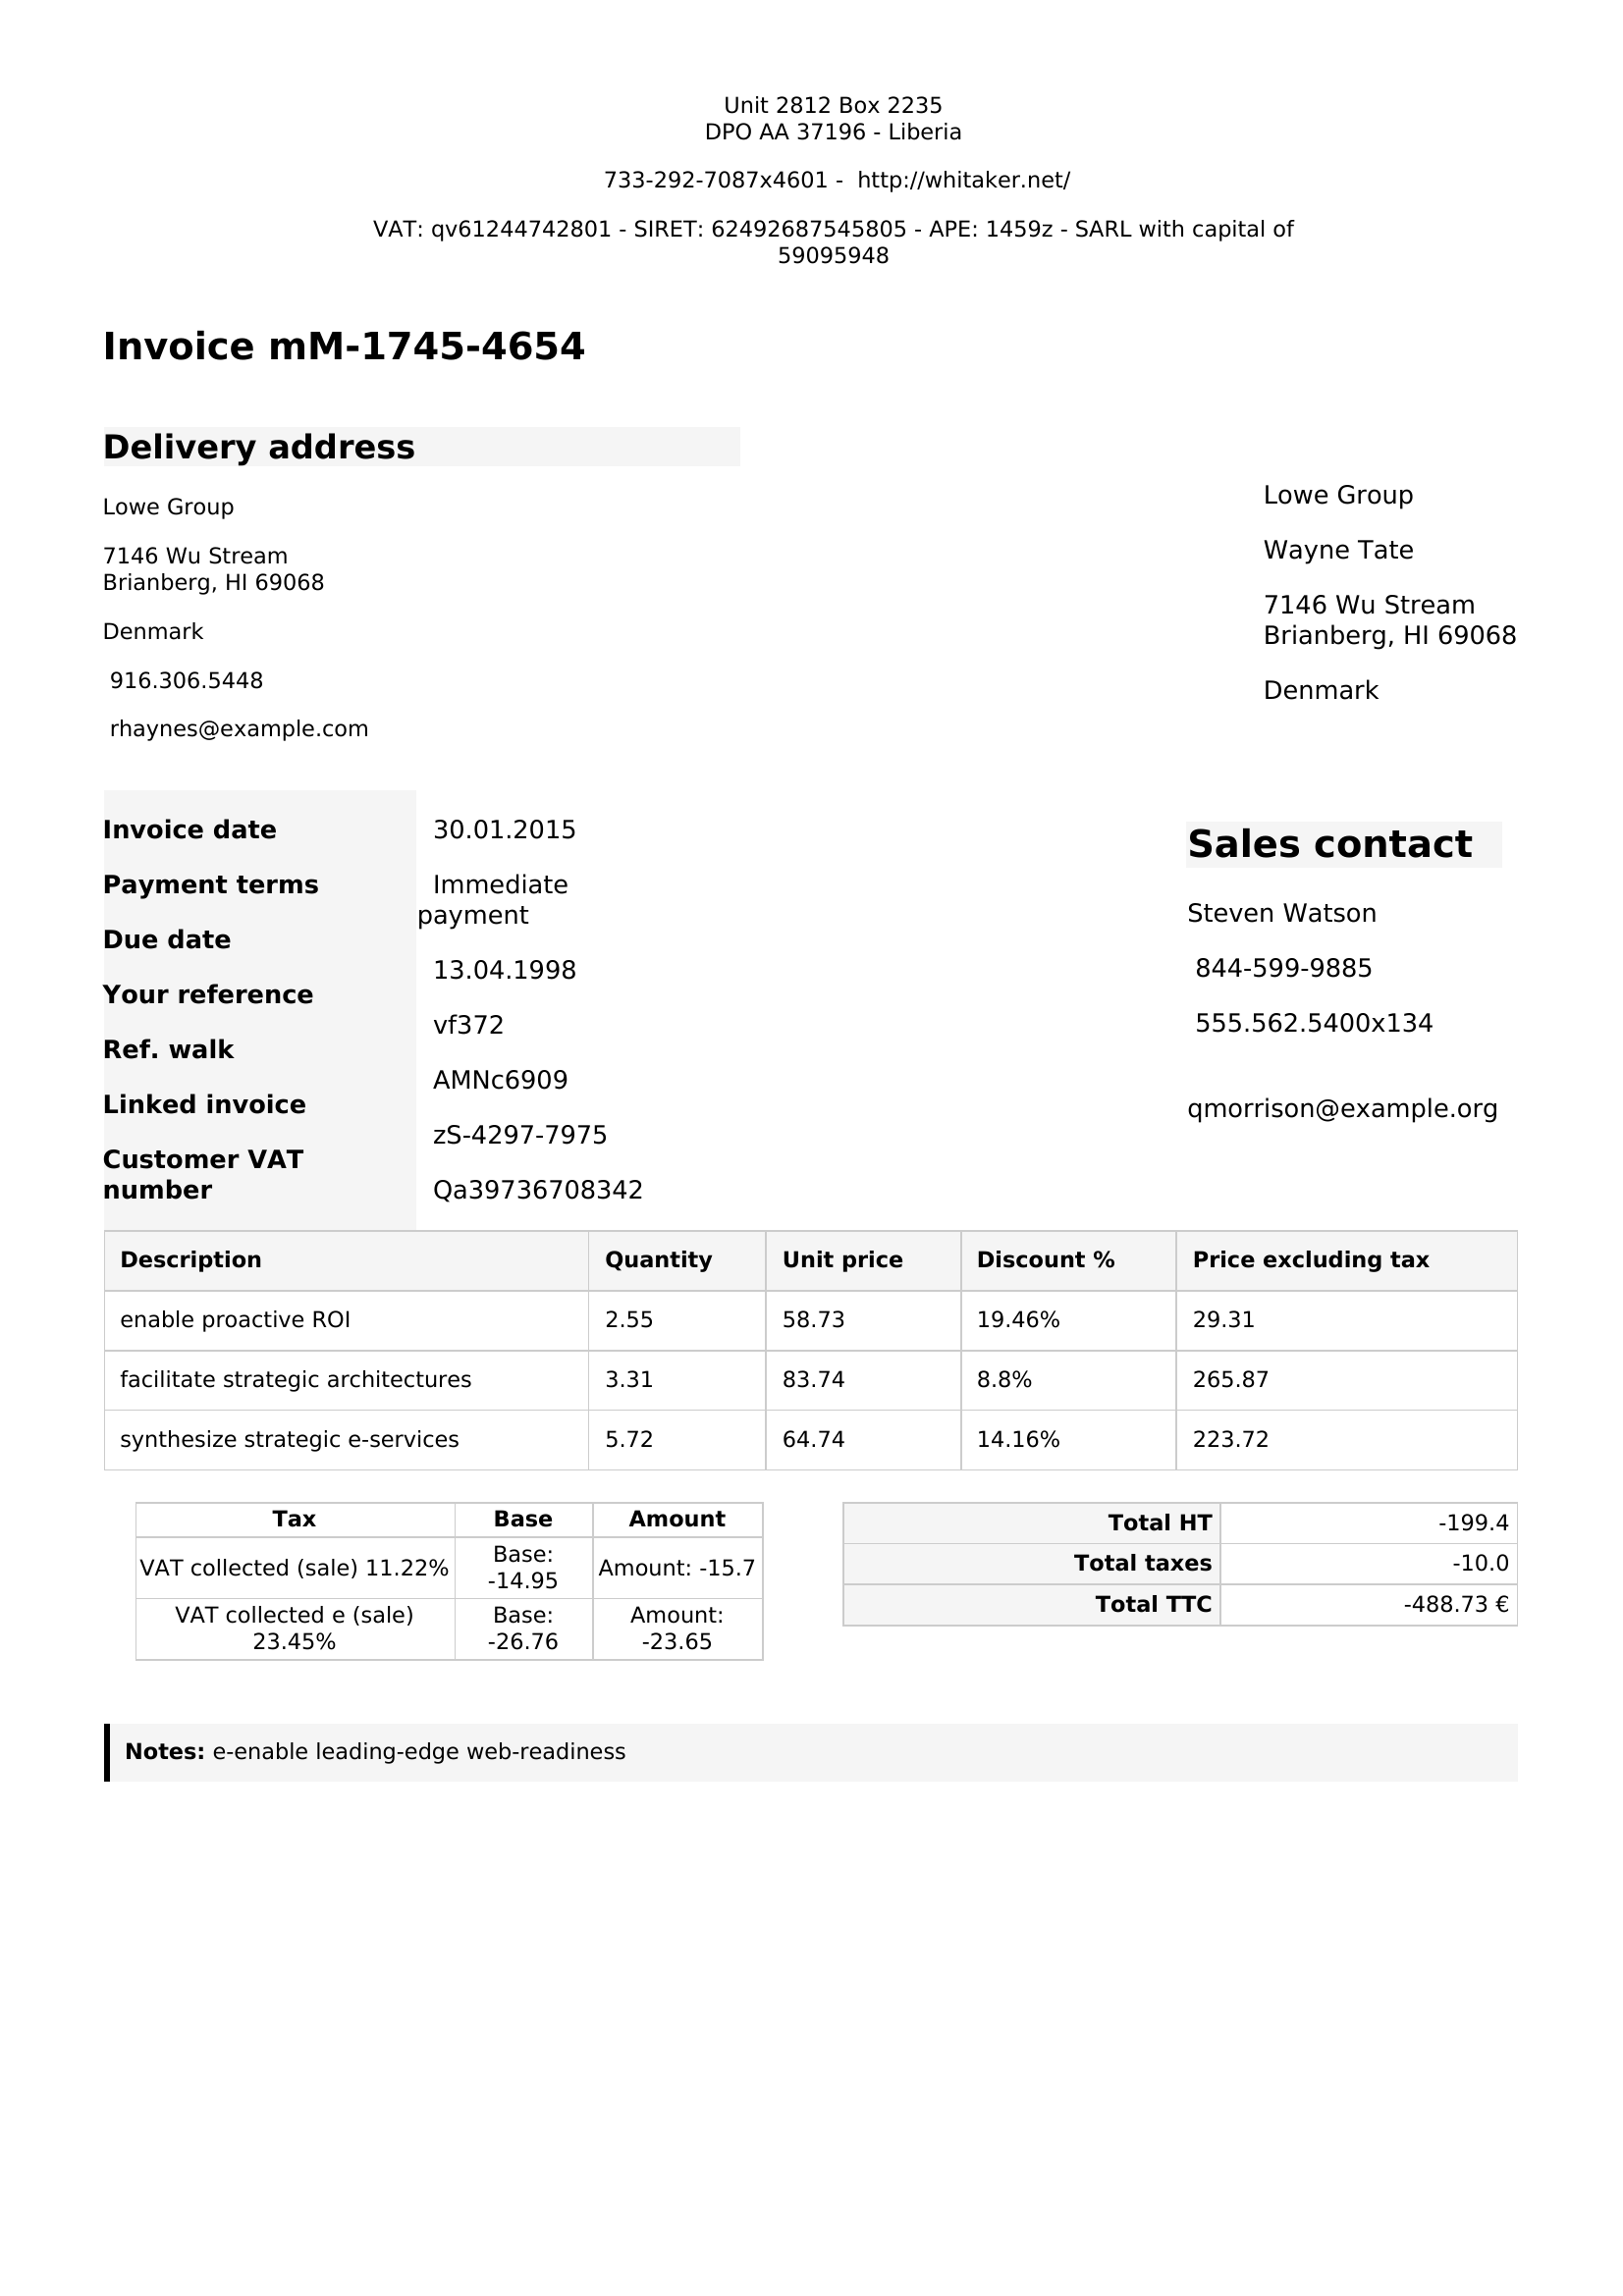 Unit 2812 Box 2235
DPO AA 37196 - Liberia
733-292-7087x4601 - http://whitaker.net/
VAT: qv61244742801 - SIRET: 62492687545805 - APE: 1459z - SARL with capital of
59095948
Invoice mM-1745-4654
Delivery address
Lowe Group
7146 Wu Stream
Brianberg, HI 69068
Denmark
916.306.5448
rhaynes@example.com
Lowe Group
Wayne Tate
7146 Wu Stream
Brianberg, HI 69068
Denmark
Invoice date
Payment terms
Due date
Your reference
Ref. walk
Linked invoice
Customer VAT
number
30.01.2015
Immediate
payment
13.04.1998
vf372
AMNc6909
zS-4297-7975
Qa39736708342
Sales contact
Steven Watson
844-599-9885
555.562.5400x134
qmorrison@example.org
Description Quantity Unit price Discount % Price excluding tax
enable proactive ROI 2.55 58.73 19.46% 29.31
facilitate strategic architectures 3.31 83.74 8.8% 265.87
synthesize strategic e-services 5.72 64.74 14.16% 223.72
Tax Base Amount
VAT collected (sale) 11.22% Base: -14.95 Amount: -15.7
VAT collected e (sale) 23.45% Base: -26.76 Amount: -23.65
Total HT -199.4
Total taxes -10.0
Total TTC -488.73 €
Notes: e-enable leading-edge web-readiness